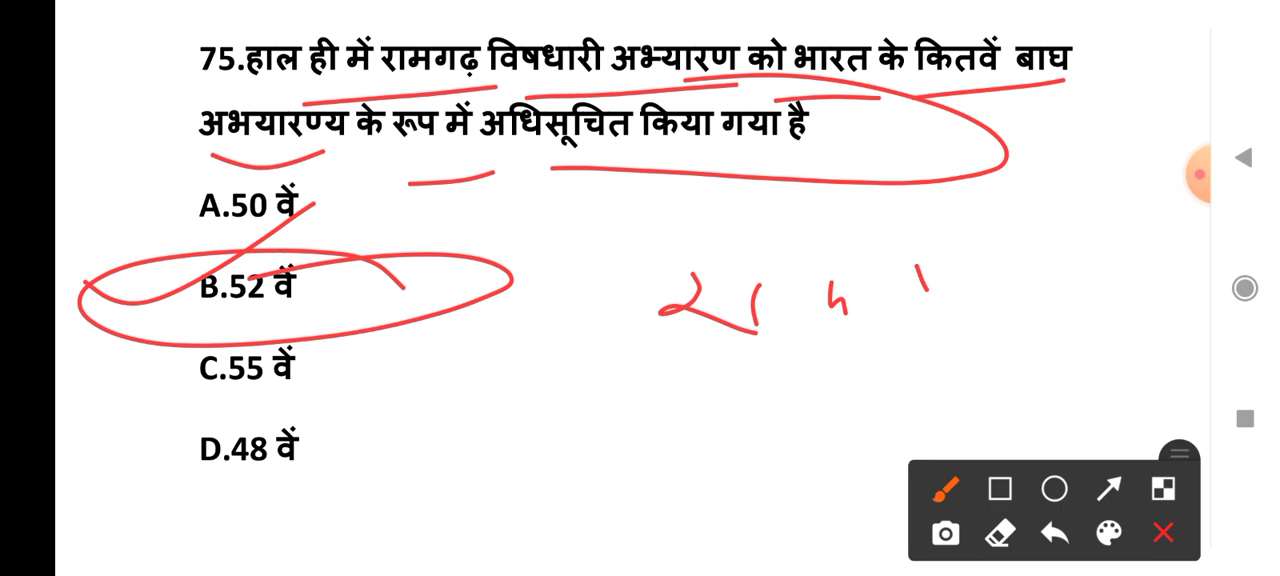 75.हाल ही में रामगढ़ विषधारी अभ्यारण को भारत के कितवें बाघ
अभयारण्य के रूप में अधिसूचित किया गया है
A.50 वें
B.52 वें
C.55 वें
D.48 वें